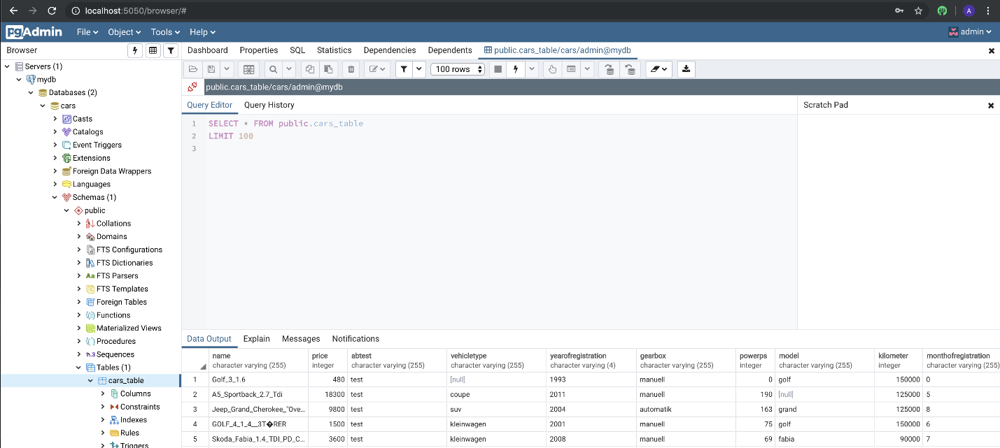 localhost:5050/browser/#
A
pgAdmin File Object Tools Help admin
Browser
Dashboard Properties SQL Statistics Dependencies Dependents public.cars_table/cars/admin@mydb
100 rows
public.cars_table/cars/admin@mydb
Query Editor Query History
Scratch Pad
1 SELECT * FROM public.cars_table
2 LIMIT 100
3
Servers (1)
mydb
Databases (2)
cars
Casts
Catalogs
Event Triggers
Extensions
Foreign Data Wrappers
Languages
Schemas (1)
public
Collations
Domains
FTS Configurations
FTS Dictionaries
Aa FTS Parsers
FTS Templates
Foreign Tables
Functions
Materialized Views
Procedures
1..3 Sequences
Tables (1)
cars_table
Columns
Constraints
Indexes
Rules
Triggers
Data Output Explain Messages Notifications
name price abtest vehicletype yearofregistration gearbox powerps model kilometer monthofregistration
character varying (255) integer character varying (255) character varying (255) character varying (4) character varying (255) integer character varying (255) integer character varying (255)
1 Golf_3_1.6 480 test [null] 1993 manuell 0 golf 150000 0
2 A5_Sportback_2.7_Tdi 18300 test coupe 2011 manuell 190 [null] 125000 5
3 Jeep_Grand_Cherokee_"Ove... 9800 test suv 2004 automatik 163 grand 125000 8
4 GOLF_4_1_4__3T�RER 1500 test kleinwagen 2001 manuell 75 golf 150000 6
5 Skoda_Fabia_1.4_TDI_PD_C... 3600 test kleinwagen 2008 manuell 69 fabia 90000 7